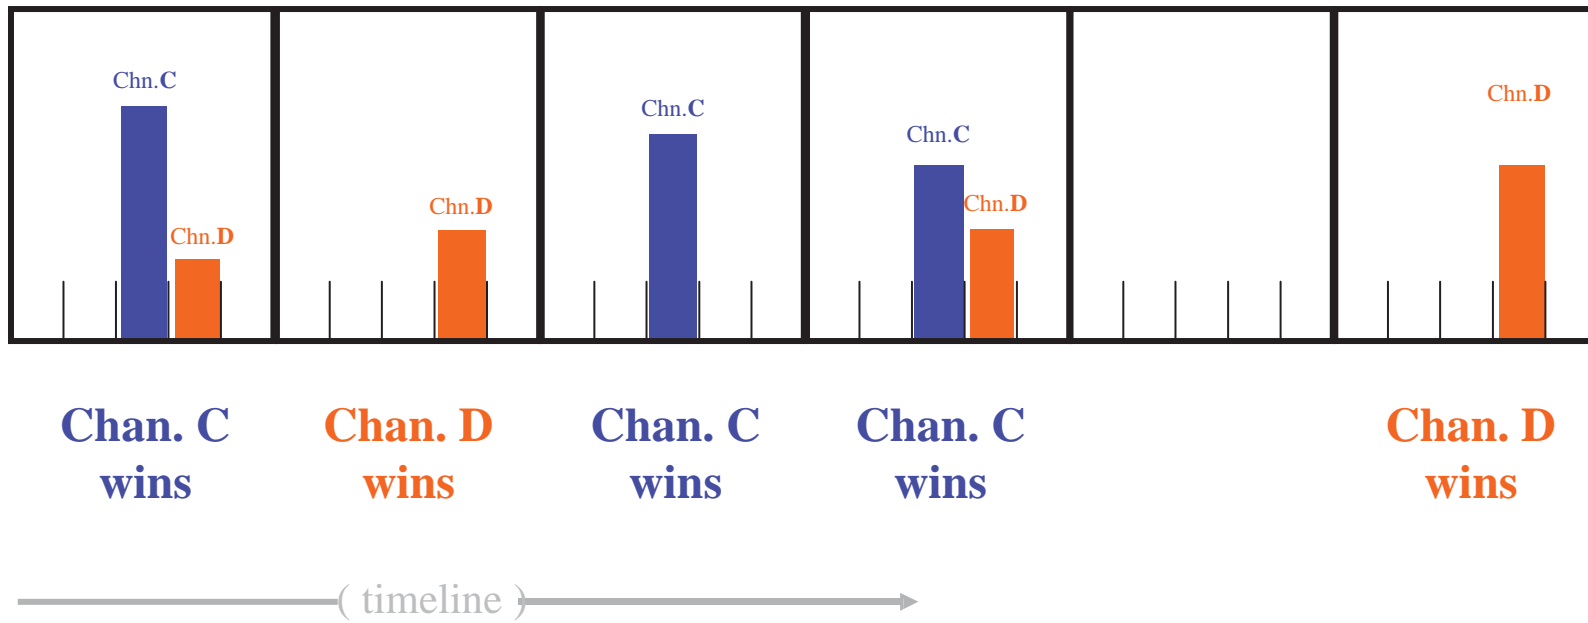 Chn.C
Chn.D
Chn.D
Chn.C
Chn.C
Chn.D
Chn.D
Chan. C
wins
Chan. D
wins
Chan. C
wins
Chan. C
wins
Chan. D
wins
( timeline )